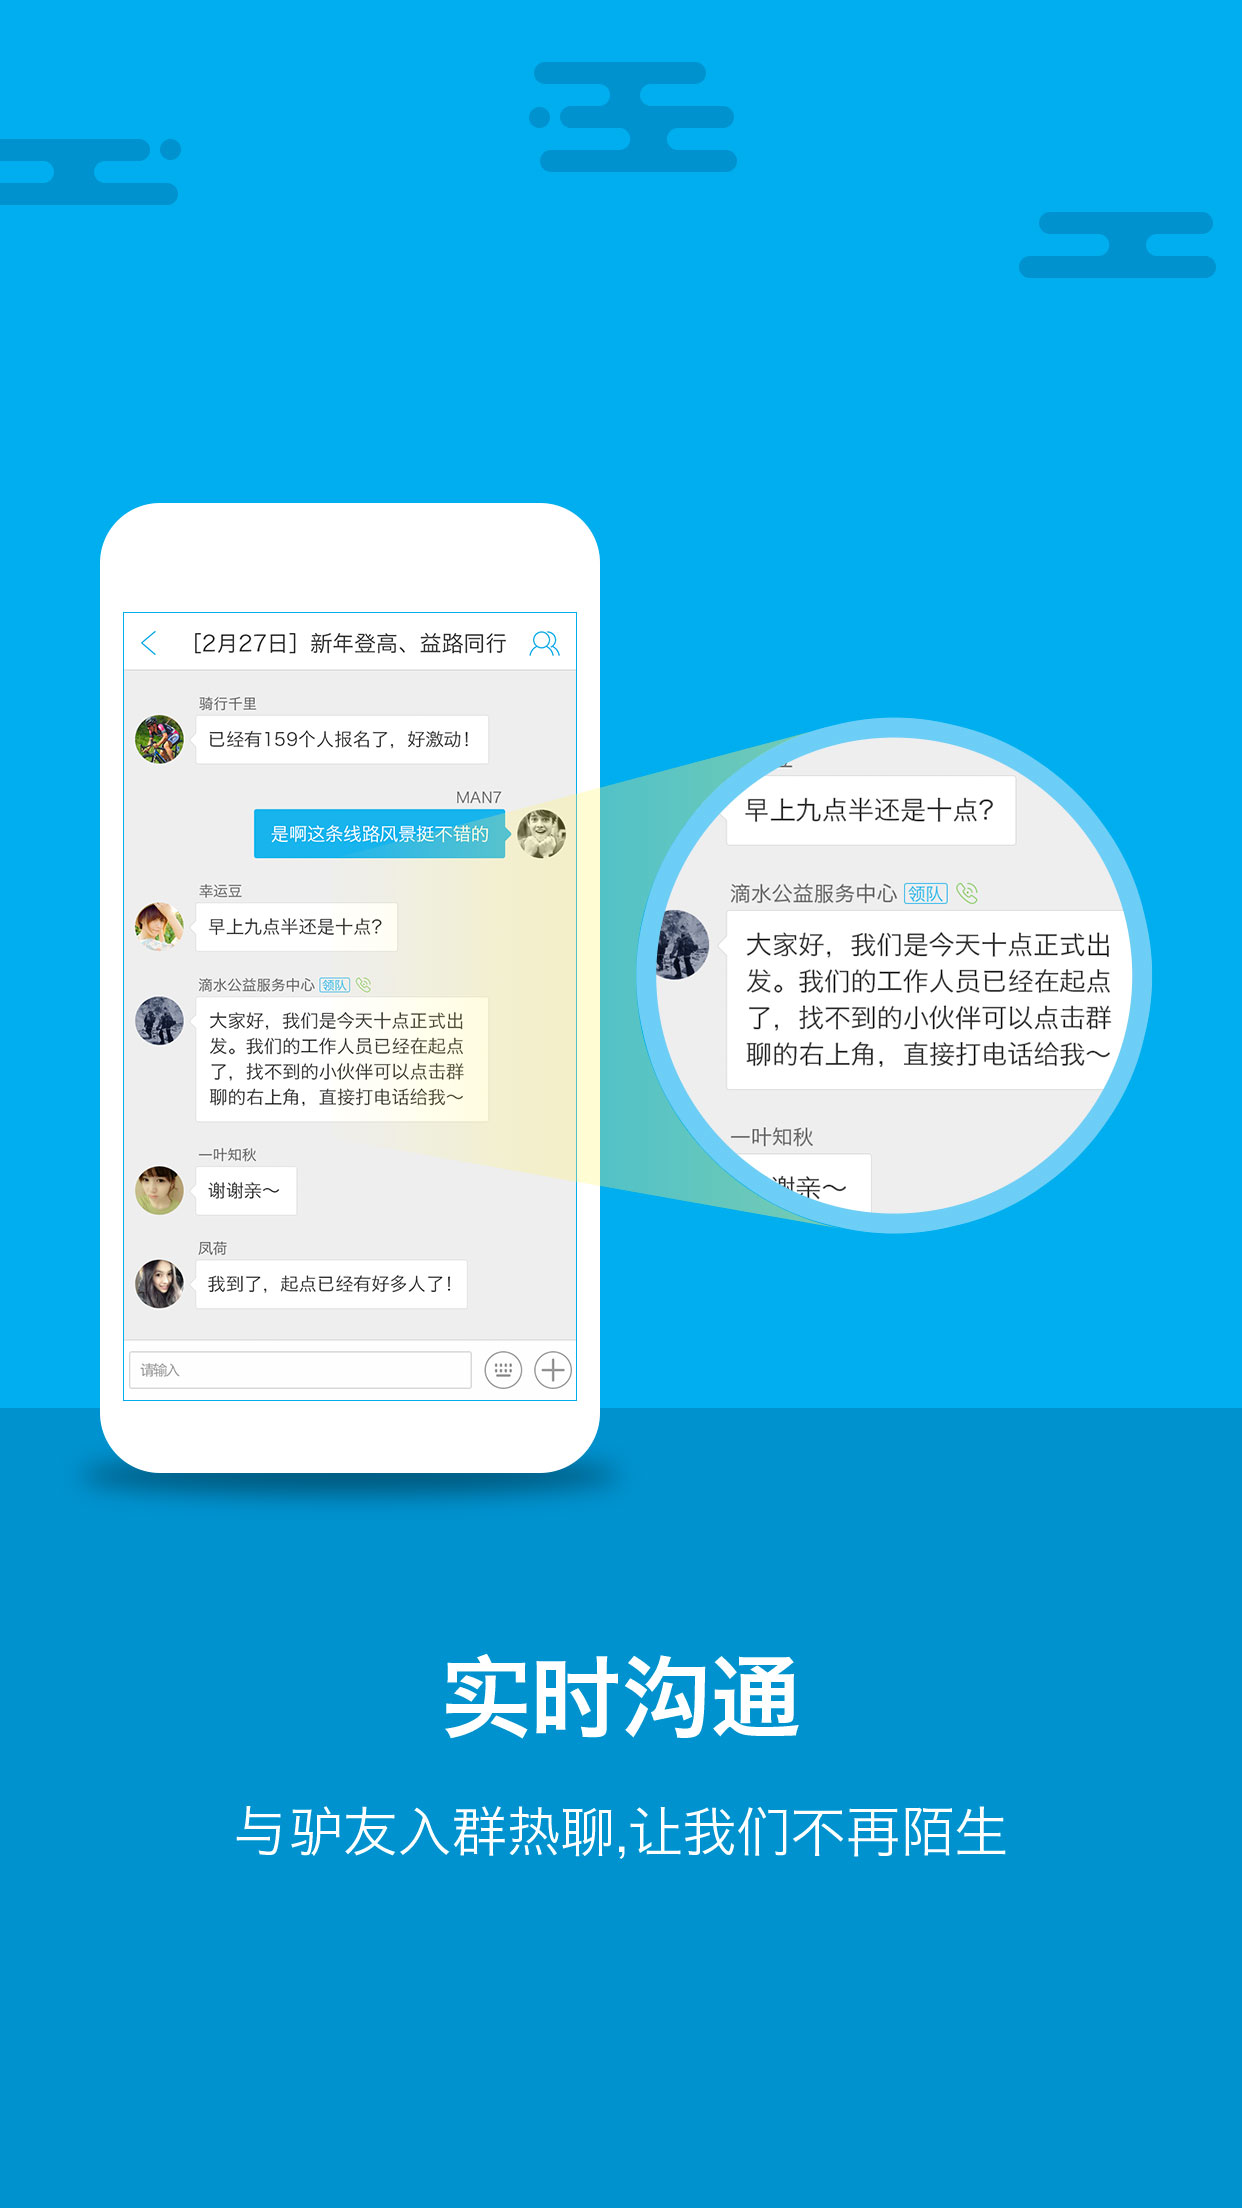 [2月27日] 新年登高、益路同行
骑行千里
已经有159个人报名了，好激动！
MAN7
是啊这条线路风景挺不错的
幸运豆
早上九点半还是十点？
滴水公益服务中心 领队
大家好，我们是今天十点正式出
发。我们的工作人员已经在起点
了，找不到的小伙伴可以点击群
聊的右上角，直接打电话给我～
一叶知秋
谢谢亲～
凤荷
我到了，起点已经有好多人了！
请输入
早上九点半还是十点？
滴水公益服务中心 领队
大家好，我们是今天十点正式出
发。我们的工作人员已经在起点
了，找不到的小伙伴可以点击群
聊的右上角，直接打电话给我～
一叶知秋
谢亲～
实时沟通
与驴友入群热聊,让我们不再陌生